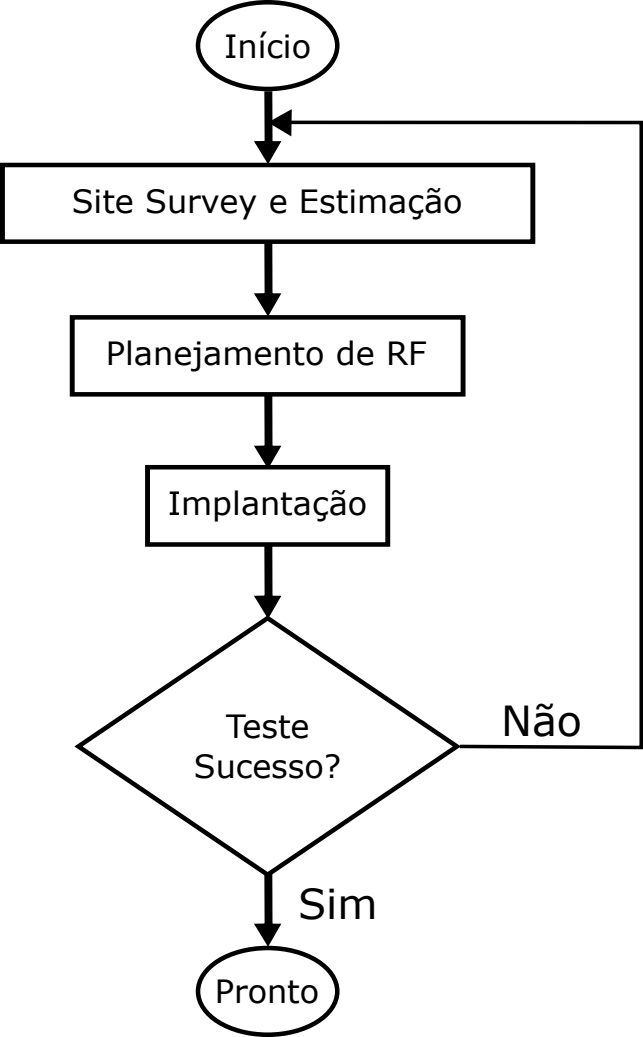 Início
Site Survey e Estimação
Planejamento de RF
Implantação
Teste
Sucesso?
Não
Sim
Pronto